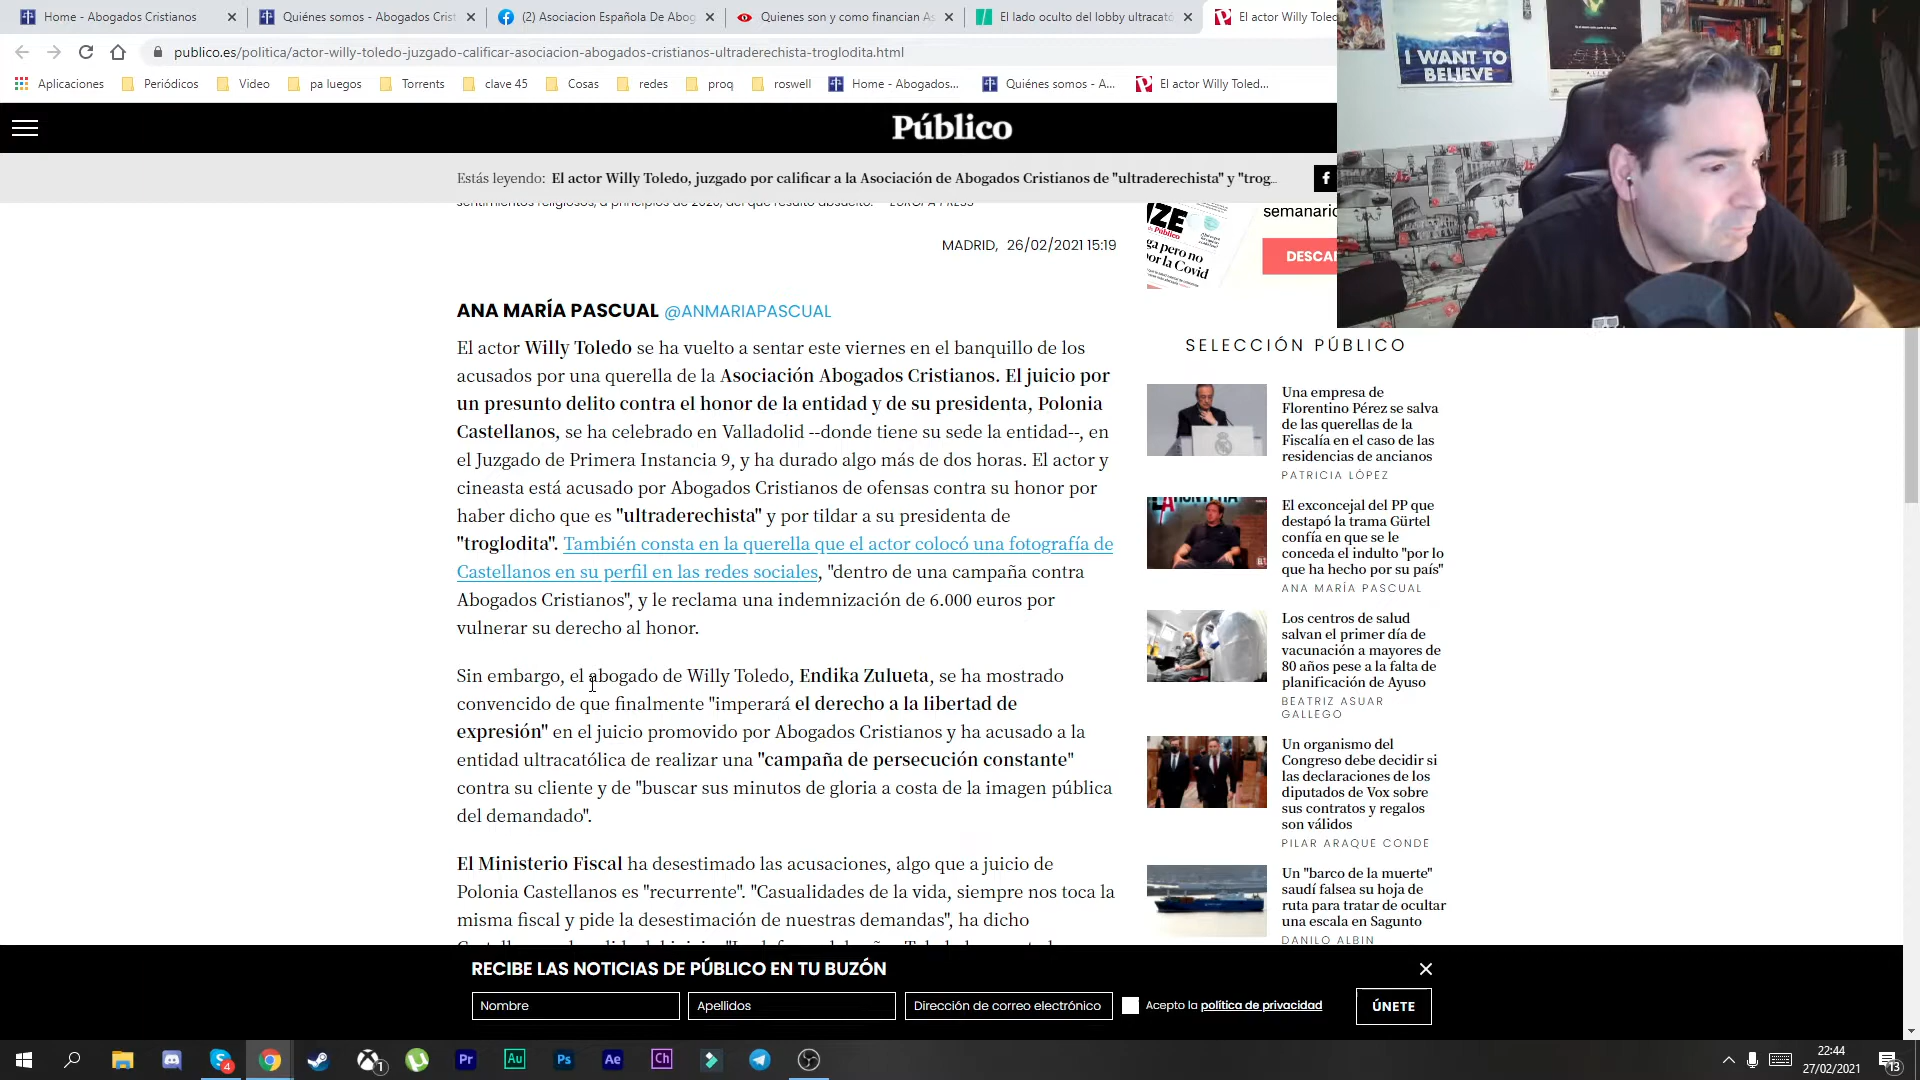 Home - Abogados Cristianos
Quiénes somos - Abogados Crist
(2) Asociacion Española De Abog
Quienes son y como financian As
El lado oculto del lobby ultracató
El actor Willy Toledo
publico.es/politica/actor-willy-toledo-juzgado-calificar-asociacion-abogados-cristianos-ultraderechista-troglodita.html
Aplicaciones
Periódicos
Video
pa luegos
Torrents
clave 45
Cosas
redes
proq
roswell
Home - Abogados...
Quiénes somos - A...
El actor Willy Toled...
I WANT TO
BELIEVE
Público
Estás leyendo: El actor Willy Toledo, juzgado por calificar a la Asociación de Abogados Cristianos de "ultraderechista" y "trog...
sentimientos religiosos, a principios de 2020, del que resultó absuelto. - EUROPA PRESS
semanario
DESCA
ga pero no
or la Covid
MADRID, 26/02/2021 15:19
ANA MARÍA PASCUAL @ANMARIAPASCUAL
El actor Willy Toledo se ha vuelto a sentar este viernes en el banquillo de los
acusados por una querella de la Asociación Abogados Cristianos. El juicio por
un presunto delito contra el honor de la entidad y de su presidenta, Polonia
Castellanos, se ha celebrado en Valladolid --donde tiene su sede la entidad--, en
el Juzgado de Primera Instancia 9, y ha durado algo más de dos horas. El actor y
cineasta está acusado por Abogados Cristianos de ofensas contra su honor por
haber dicho que es "ultraderechista" y por tildar a su presidenta de
"troglodita". También consta en la querella que el actor colocó una fotografía de
Castellanos en su perfil en las redes sociales, "dentro de una campaña contra
Abogados Cristianos", y le reclama una indemnización de 6.000 euros por
vulnerar su derecho al honor.
Sin embargo, el abogado de Willy Toledo, Endika Zulueta, se ha mostrado
convencido de que finalmente "imperará el derecho a la libertad de
expresión" en el juicio promovido por Abogados Cristianos y ha acusado a la
entidad ultracatólica de realizar una "campaña de persecución constante"
contra su cliente y de "buscar sus minutos de gloria a costa de la imagen pública
del demandado".
El Ministerio Fiscal ha desestimado las acusaciones, algo que a juicio de
Polonia Castellanos es "recurrente". "Casualidades de la vida, siempre nos toca la
misma fiscal y pide la desestimación de nuestras demandas", ha dicho
SELECCIÓN PÚBLICO
Una empresa de
Florentino Pérez se salva
de las querellas de la
Fiscalía en el caso de las
residencias de ancianos
PATRICIA LÓPEZ
El exconcejal del PP que
destapó la trama Gürtel
confía en que se le
conceda el indulto "por lo
que ha hecho por su país"
ANA MARÍA PASCUAL
Los centros de salud
salvan el primer día de
vacunación a mayores de
80 años pese a la falta de
planificación de Ayuso
BEATRIZ ASUAR
GALLEGO
Un organismo del
Congreso debe decidir si
las declaraciones de los
diputados de Vox sobre
sus contratos y regalos
son válidos
PILAR ARAQUE CONDE
Un "barco de la muerte"
saudí falsea su hoja de
ruta para tratar de ocultar
una escala en Sagunto
DANILO ALBIN
RECIBE LAS NOTICIAS DE PÚBLICO EN TU BUZÓN
Nombre
Apellidos
Dirección de correo electrónico
Acepto la política de privacidad
ÚNETE
22:44
27/02/2021